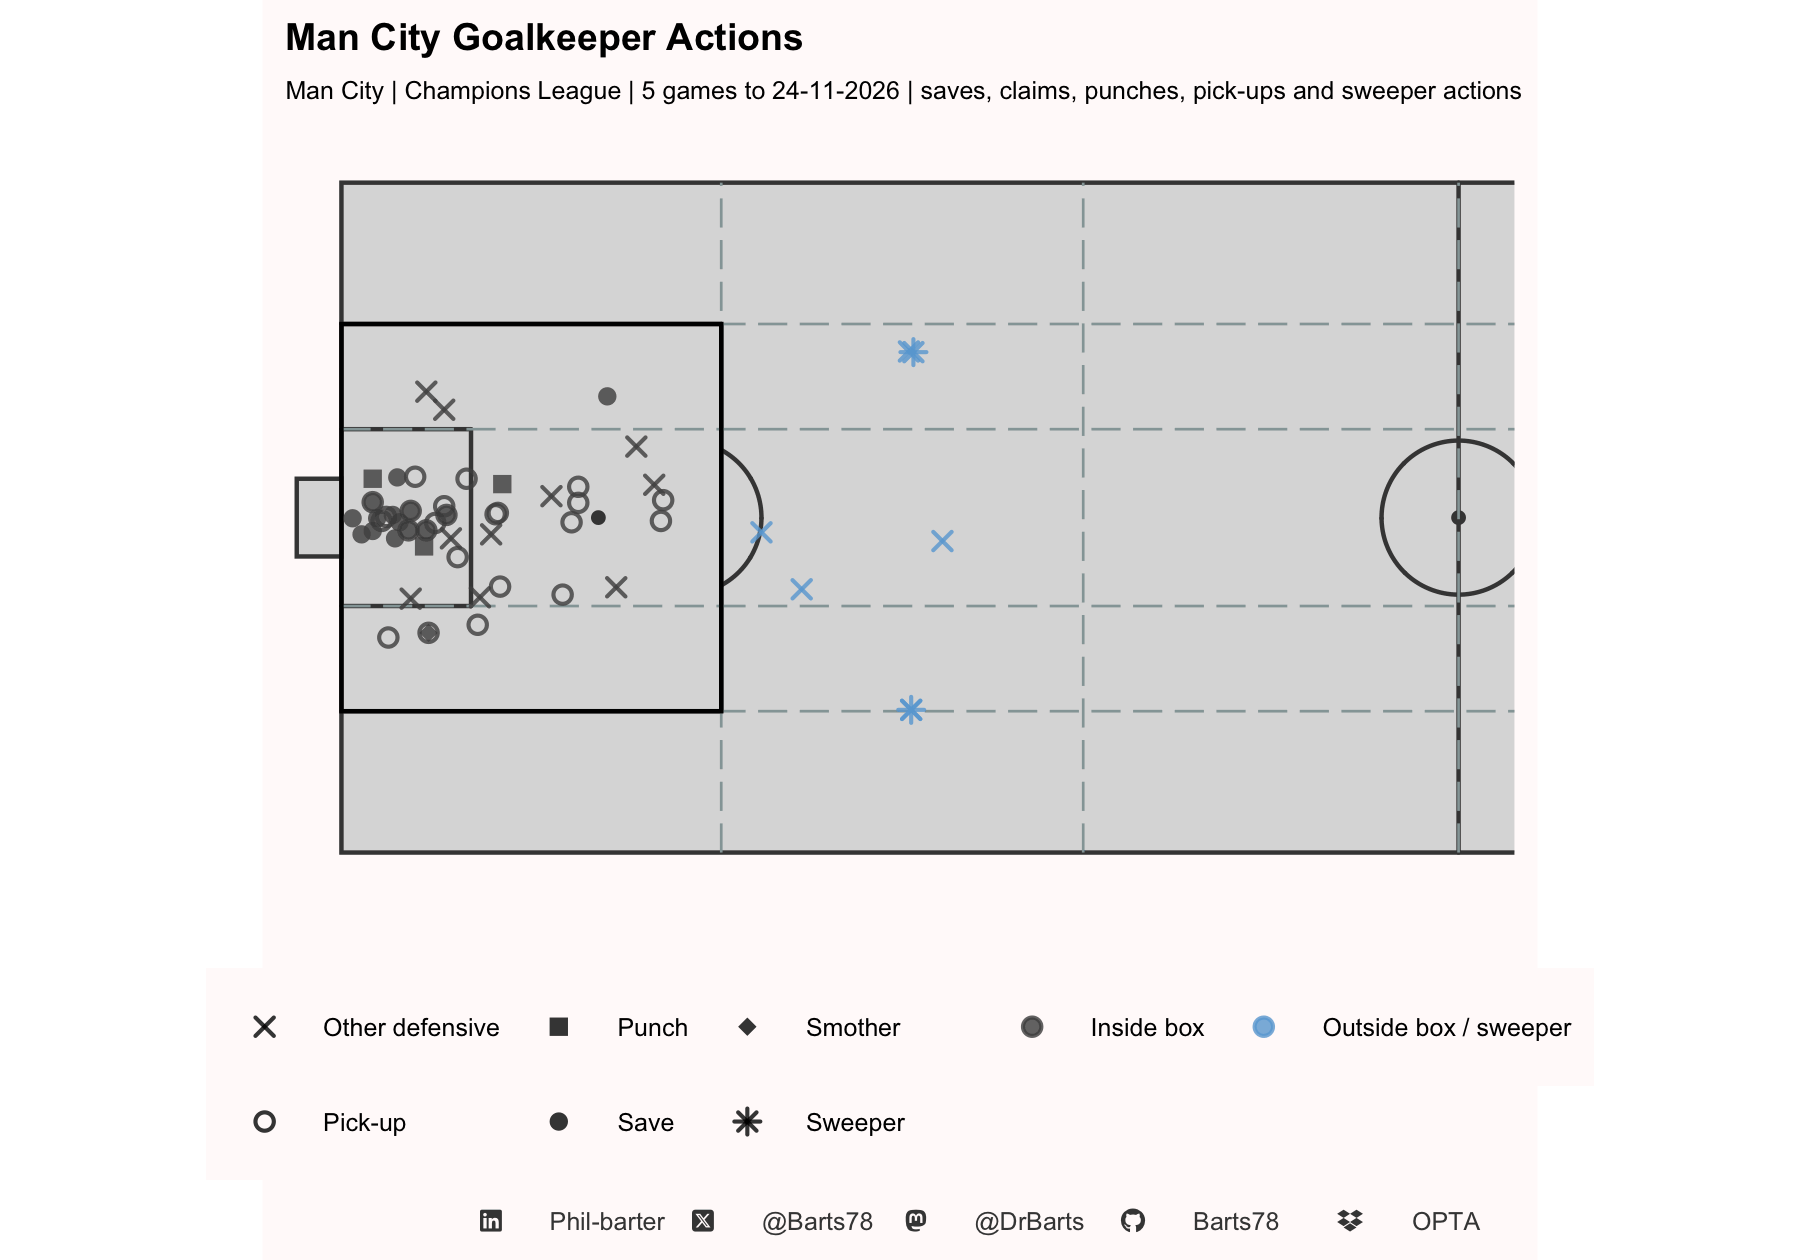 Man City Goalkeeper Actions
Man City | Champions League | 5 games to 24-11-2026 | saves, claims, punches, pick-ups and sweeper actions
Other defensive Punch Smother Inside box Outside box / sweeper
Pick-up Save Sweeper
Phil-barter @Barts78 @DrBarts Barts78 OPTA